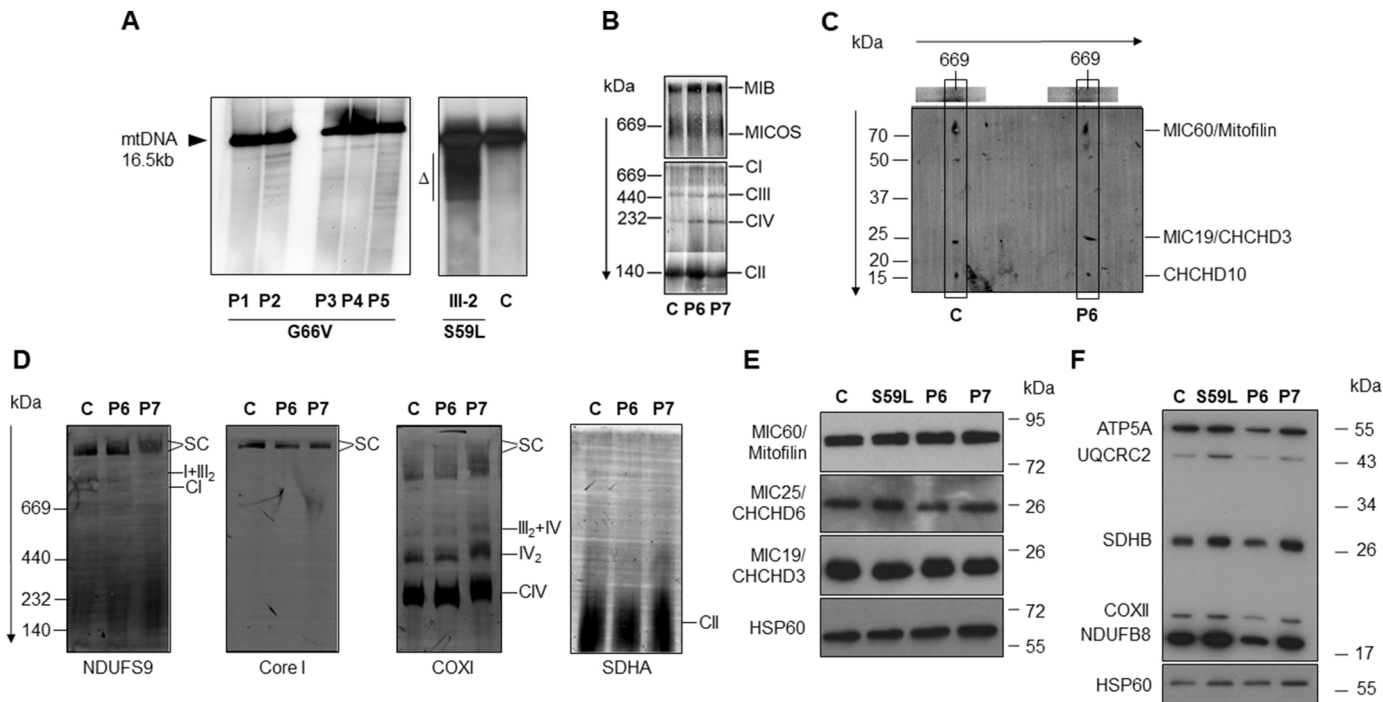 A
mtDNA
16.5kb
Δ
P1 P2 P3 P4 P5
G66V
III-2 C
S59L
B
kDa
669
669
440
232
140
MIB
MICOS
CI
CIII
CIV
CII
C P6 P7
C
kDa
669 669
70
50
37
25
20
15
MIC60/Mitofilin
MIC19/CHCHD3
CHCHD10
C P6
D
kDa
C P6 P7
669
440
232
140
SC
I+III₂
CI
NDUFS9
C P6 P7
SC
Core I
C P6 P7
SC
III₂+IV
IV₂
CIV
COXI
C P6 P7
CII
SDHA
E
C S59L P6 P7 kDa
MIC60/
Mitofilin
95
72
MIC25/
CHCHD6
26
MIC19/
CHCHD3
26
HSP60
72
55
F
C S59L P6 P7
kDa
ATP5A
UQCRC2
SDHB
COXII
NDUFB8
HSP60
55
43
34
26
17
55